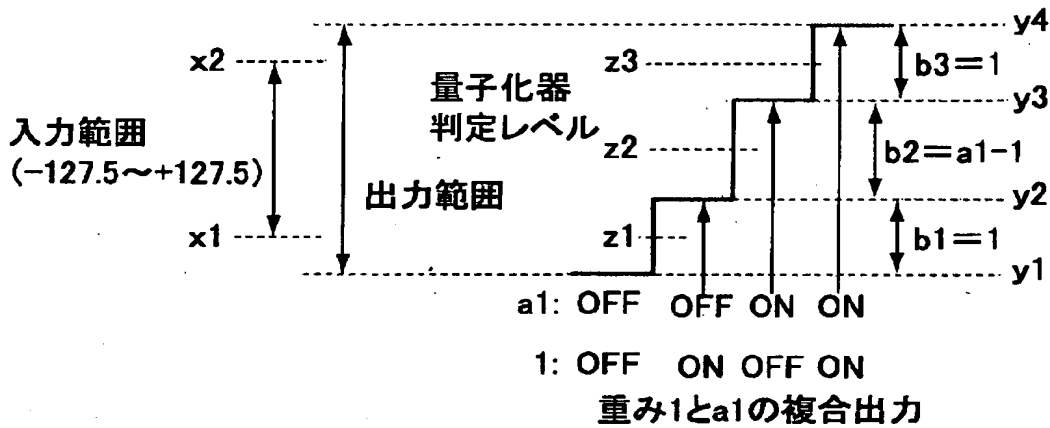 y4
x2
z3
b3=1
量子化器
判定レベル
y3
入力範囲
(-127.5～+127.5)
z2
b2=a1-1
出力範囲
y2
x1
z1
b1=1
y1
a1: OFF OFF ON ON
1: OFF ON OFF ON
重み1とa1の複合出力